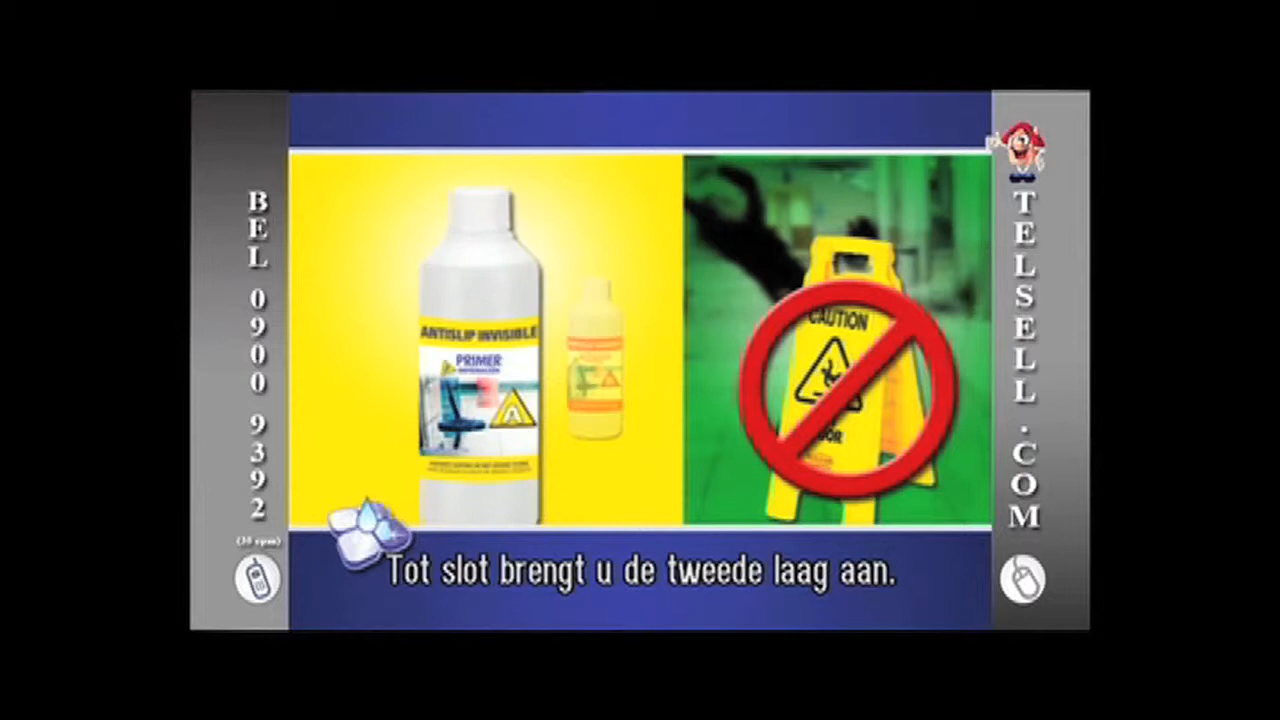 BEL 0900 9392
ANTISLIP INVISIBLE
PRIMER
CAUTION
TELSELL.COM
Tot slot brengt u de tweede laag aan.